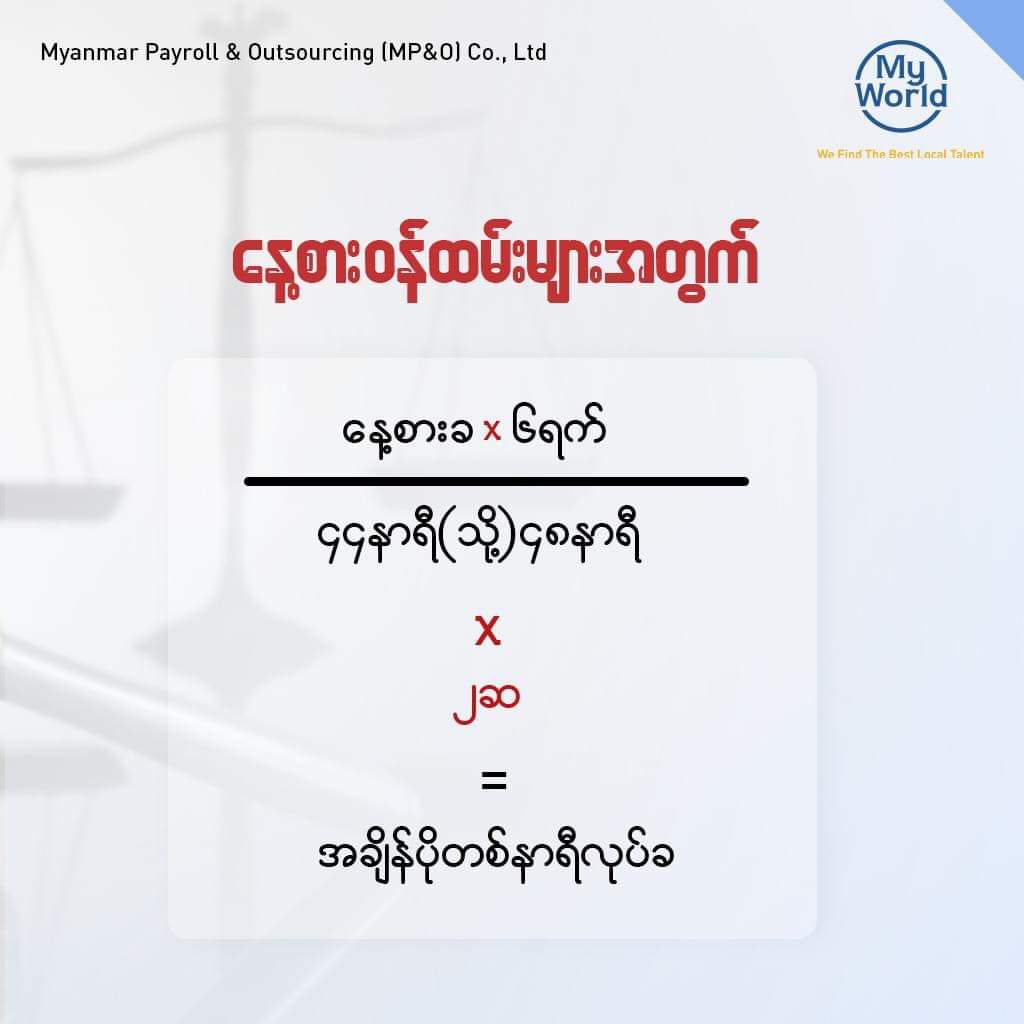 Myanmar Payroll & Outsourcing (MP&O) Co., Ltd
My
World
We Find The Best Local Talent
နေ့စားဝန်ထမ်းများအတွက်
နေ့စားခ x ၆ရက်
၄၄နာရီ(သို့)၄၈နာရီ
x
၂ဆ
=
အချိန်ပိုတစ်နာရီလုပ်ခ